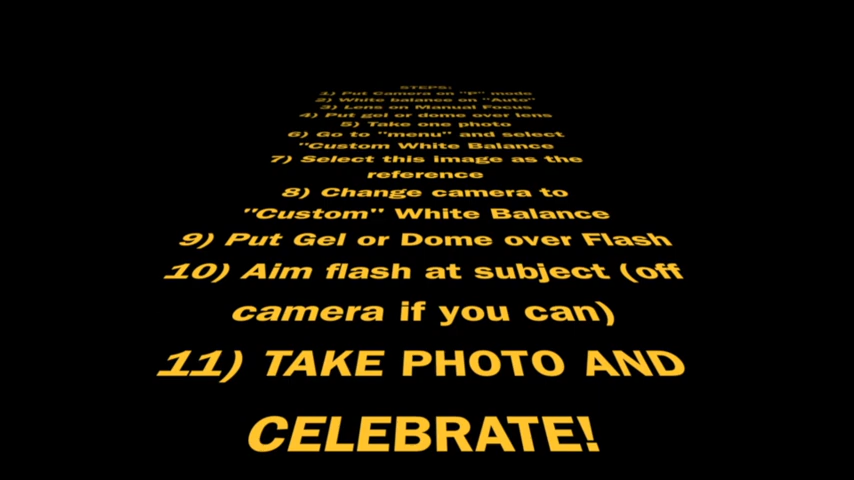 STEPS:
1) Put Camera on "P" mode
2) White balance on "Auto"
3) Lens on Manual Focus
4) Put gel or dome over lens
5) Take one photo
6) Go to "menu" and select
"Custom White Balance
7) Select this image as the
reference
8) Change camera to
"Custom" White Balance
9) Put Gel or Dome over Flash
10) Aim flash at subject (off
camera if you can)
11) TAKE PHOTO AND
CELEBRATE!